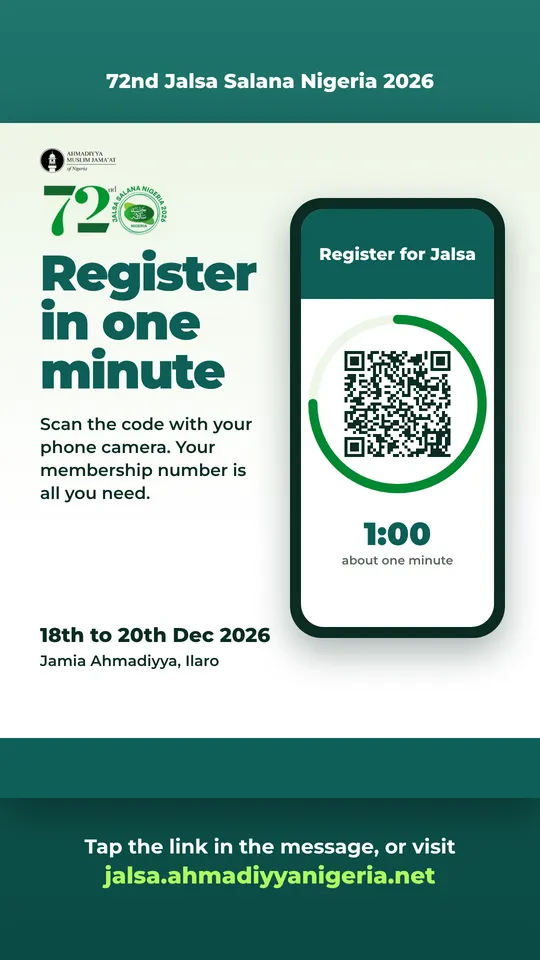 72nd Jalsa Salana Nigeria 2026
AHMADIYYA
MUSLIM JAMA'AT
of Nigeria
72nd
JALSA SALANA NIGERIA 2026
NIGERIA
Register
in one
minute
Scan the code with your
phone camera. Your
membership number is
all you need.
18th to 20th Dec 2026
Jamia Ahmadiyya, Ilaro
Register for Jalsa
1:00
about one minute
Tap the link in the message, or visit
jalsa.ahmadiyyanigeria.net